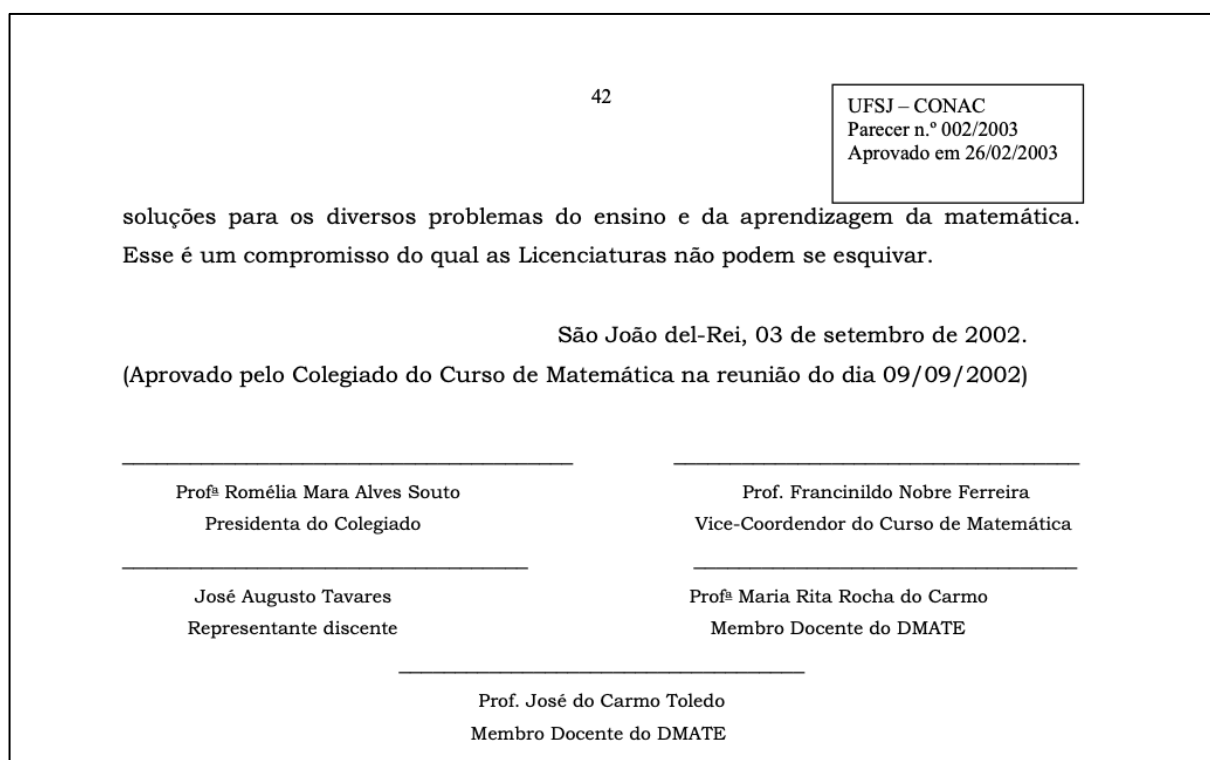 42
UFSJ – CONAC
Parecer n.º 002/2003
Aprovado em 26/02/2003
soluções para os diversos problemas do ensino e da aprendizagem da matemática.
Esse é um compromisso do qual as Licenciaturas não podem se esquivar.
São João del-Rei, 03 de setembro de 2002.
(Aprovado pelo Colegiado do Curso de Matemática na reunião do dia 09/09/2002)
Profª Romélia Mara Alves Souto
Presidenta do Colegiado
Prof. Francinildo Nobre Ferreira
Vice-Coordendor do Curso de Matemática
José Augusto Tavares
Representante discente
Profª Maria Rita Rocha do Carmo
Membro Docente do DMATE
Prof. José do Carmo Toledo
Membro Docente do DMATE